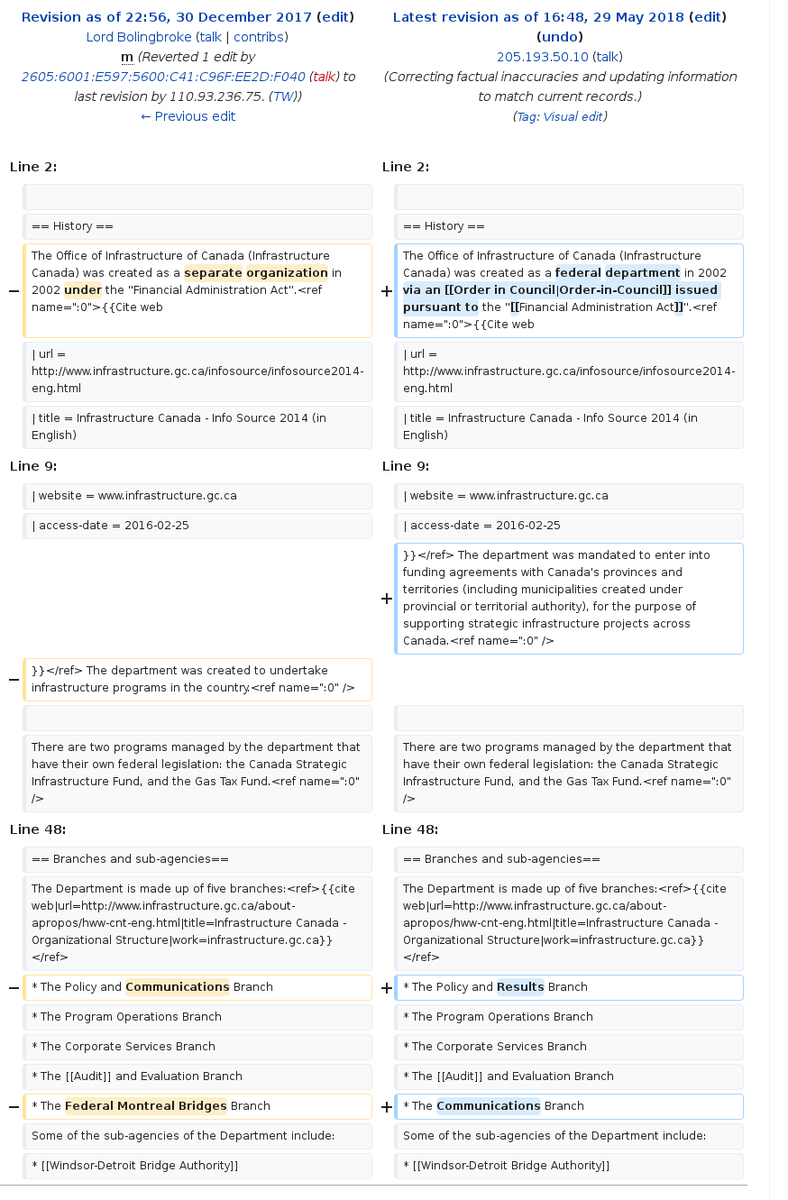 Revision as of 22:56, 30 December 2017 (edit)
Lord Bolingbroke (talk | contribs)
m (Reverted 1 edit by
2605:6001:E597:5600:C41:C96F:EE2D:F040 (talk) to
last revision by 110.93.236.75. (TW))
← Previous edit
Latest revision as of 16:48, 29 May 2018 (edit)
(undo)
205.193.50.10 (talk)
(Correcting factual inaccuracies and updating information
to match current records.)
(Tag: Visual edit)
Line 2:
Line 2:
== History ==
== History ==
−
The Office of Infrastructure of Canada (Infrastructure
Canada) was created as a separate organization in
2002 under the "Financial Administration Act".<ref
name=":0">{{Cite web
+
The Office of Infrastructure of Canada (Infrastructure
Canada) was created as a federal department in 2002
via an [[Order in Council|Order-in-Council]] issued
pursuant to the "[[Financial Administration Act]]".<ref
name=":0">{{Cite web
| url =
http://www.infrastructure.gc.ca/infosource/infosource2014-
eng.html
| url =
http://www.infrastructure.gc.ca/infosource/infosource2014-
eng.html
| title = Infrastructure Canada - Info Source 2014 (in
English)
| title = Infrastructure Canada - Info Source 2014 (in
English)
Line 9:
Line 9:
| website = www.infrastructure.gc.ca
| website = www.infrastructure.gc.ca
| access-date = 2016-02-25
| access-date = 2016-02-25
+
}}</ref> The department was mandated to enter into
funding agreements with Canada's provinces and
territories (including municipalities created under
provincial or territorial authority), for the purpose of
supporting strategic infrastructure projects across
Canada.<ref name=":0" />
−
}}</ref> The department was created to undertake
infrastructure programs in the country.<ref name=":0" />
There are two programs managed by the department that
have their own federal legislation: the Canada Strategic
Infrastructure Fund, and the Gas Tax Fund.<ref name=":0"
/>
There are two programs managed by the department that
have their own federal legislation: the Canada Strategic
Infrastructure Fund, and the Gas Tax Fund.<ref name=":0"
/>
Line 48:
Line 48:
== Branches and sub-agencies==
== Branches and sub-agencies==
The Department is made up of five branches:<ref>{{cite
web|url=http://www.infrastructure.gc.ca/about-
apropos/hww-cnt-eng.html|title=Infrastructure Canada -
Organizational Structure|work=infrastructure.gc.ca}}
</ref>
The Department is made up of five branches:<ref>{{cite
web|url=http://www.infrastructure.gc.ca/about-
apropos/hww-cnt-eng.html|title=Infrastructure Canada -
Organizational Structure|work=infrastructure.gc.ca}}
</ref>
− * The Policy and Communications Branch
+ * The Policy and Results Branch
* The Program Operations Branch
* The Program Operations Branch
* The Corporate Services Branch
* The Corporate Services Branch
* The [[Audit]] and Evaluation Branch
* The [[Audit]] and Evaluation Branch
− * The Federal Montreal Bridges Branch
+ * The Communications Branch
Some of the sub-agencies of the Department include:
Some of the sub-agencies of the Department include:
* [[Windsor-Detroit Bridge Authority]]
* [[Windsor-Detroit Bridge Authority]]